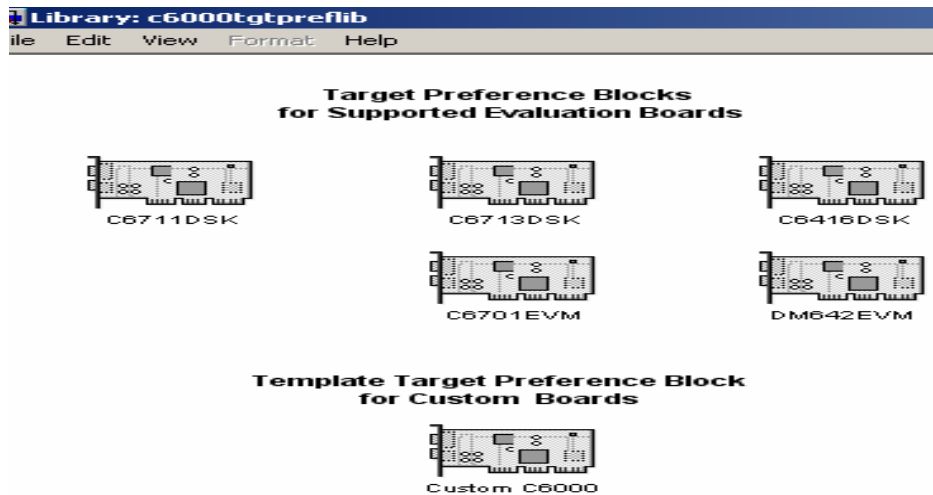 Library: c6000tgtpreflib
ile Edit View Format Help
Target Preference Blocks
for Supported Evaluation Boards
C6711DSK C6713DSK C6416DSK
C6701EVM DM642EVM
Template Target Preference Block
for Custom Boards
Custom C6000